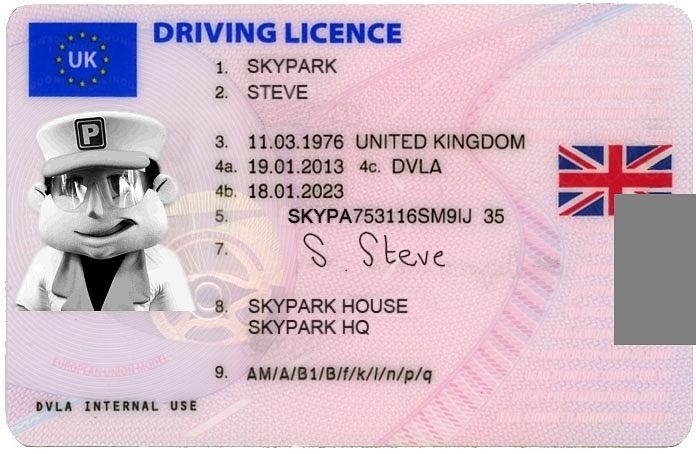 UK
DRIVING LICENCE
1. SKYPARK
2. STEVE
P
3. 11.03.1976 UNITED KINGDOM
4a. 19.01.2013 4c. DVLA
4b. 18.01.2023
5. SKYPA753116SM9IJ 35
7. S. Steve
8. SKYPARK HOUSE
SKYPARK HQ
EUROPEAN UNION MODEL
9. AM/A/B1/B/f/k/l/n/p/q
DVLA INTERNAL USE